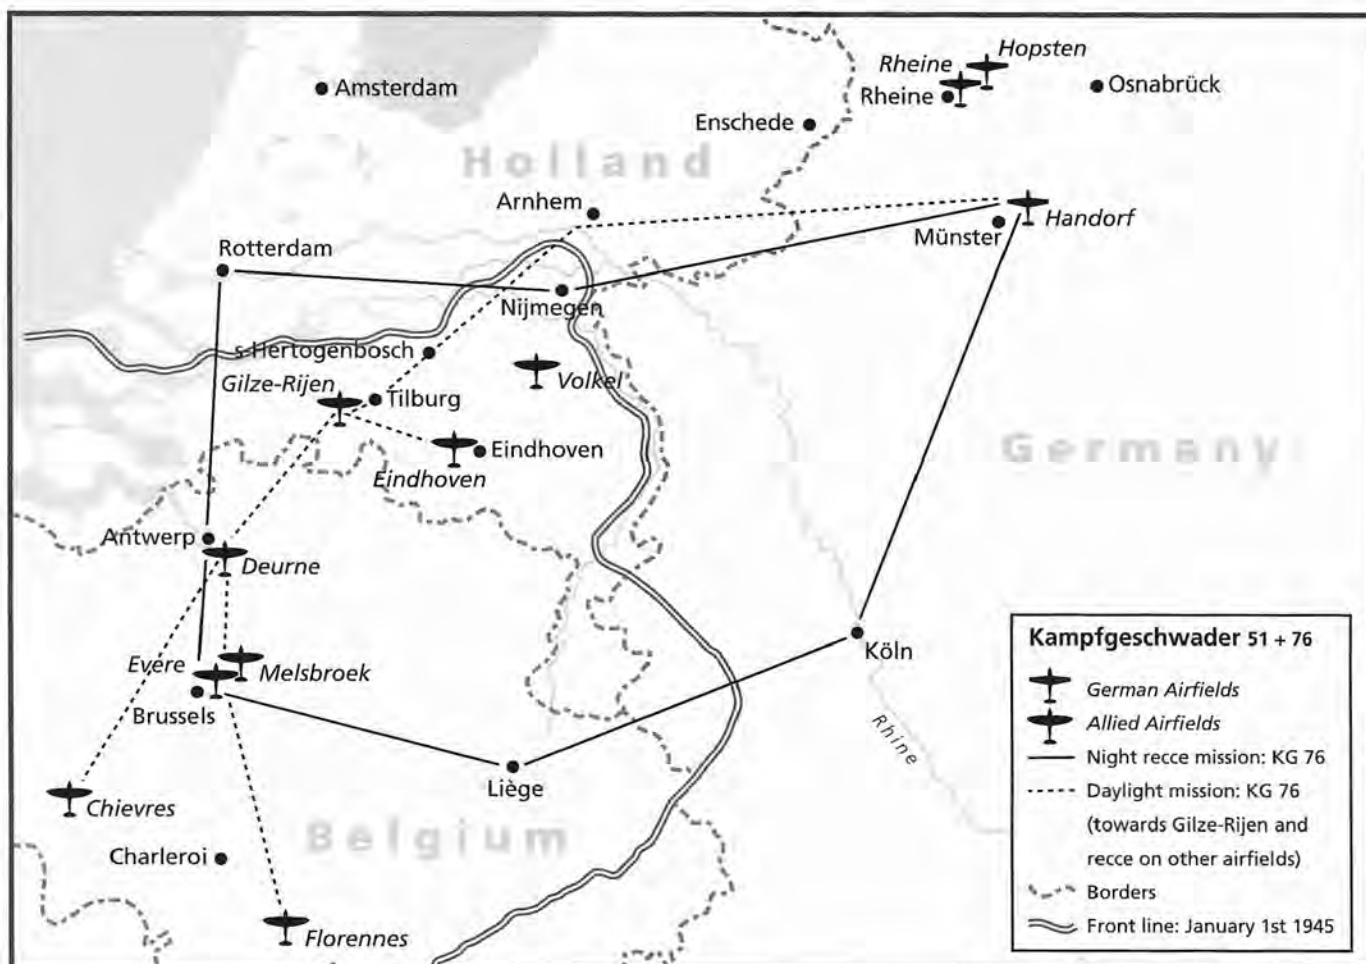 Hopsten
Rheine
Rheine
Osnabrück
Amsterdam
Enschede
Holland
Arnhem
Münster
Handorf
Rotterdam
Nijmegen
s-Hertogenbosch
Gilze-Rijen
Volkel
Tilburg
Eindhoven
Eindhoven
Germany
Antwerp
Deurne
Evere
Melsbroek
Brussels
Köln
Rhine
Liège
Chievres
Belgium
Charleroi
Florennes
Kampfgeschwader 51 + 76
German Airfields
Allied Airfields
Night recce mission: KG 76
Daylight mission: KG 76
(towards Gilze-Rijen and
recce on other airfields)
Borders
Front line: January 1st 1945